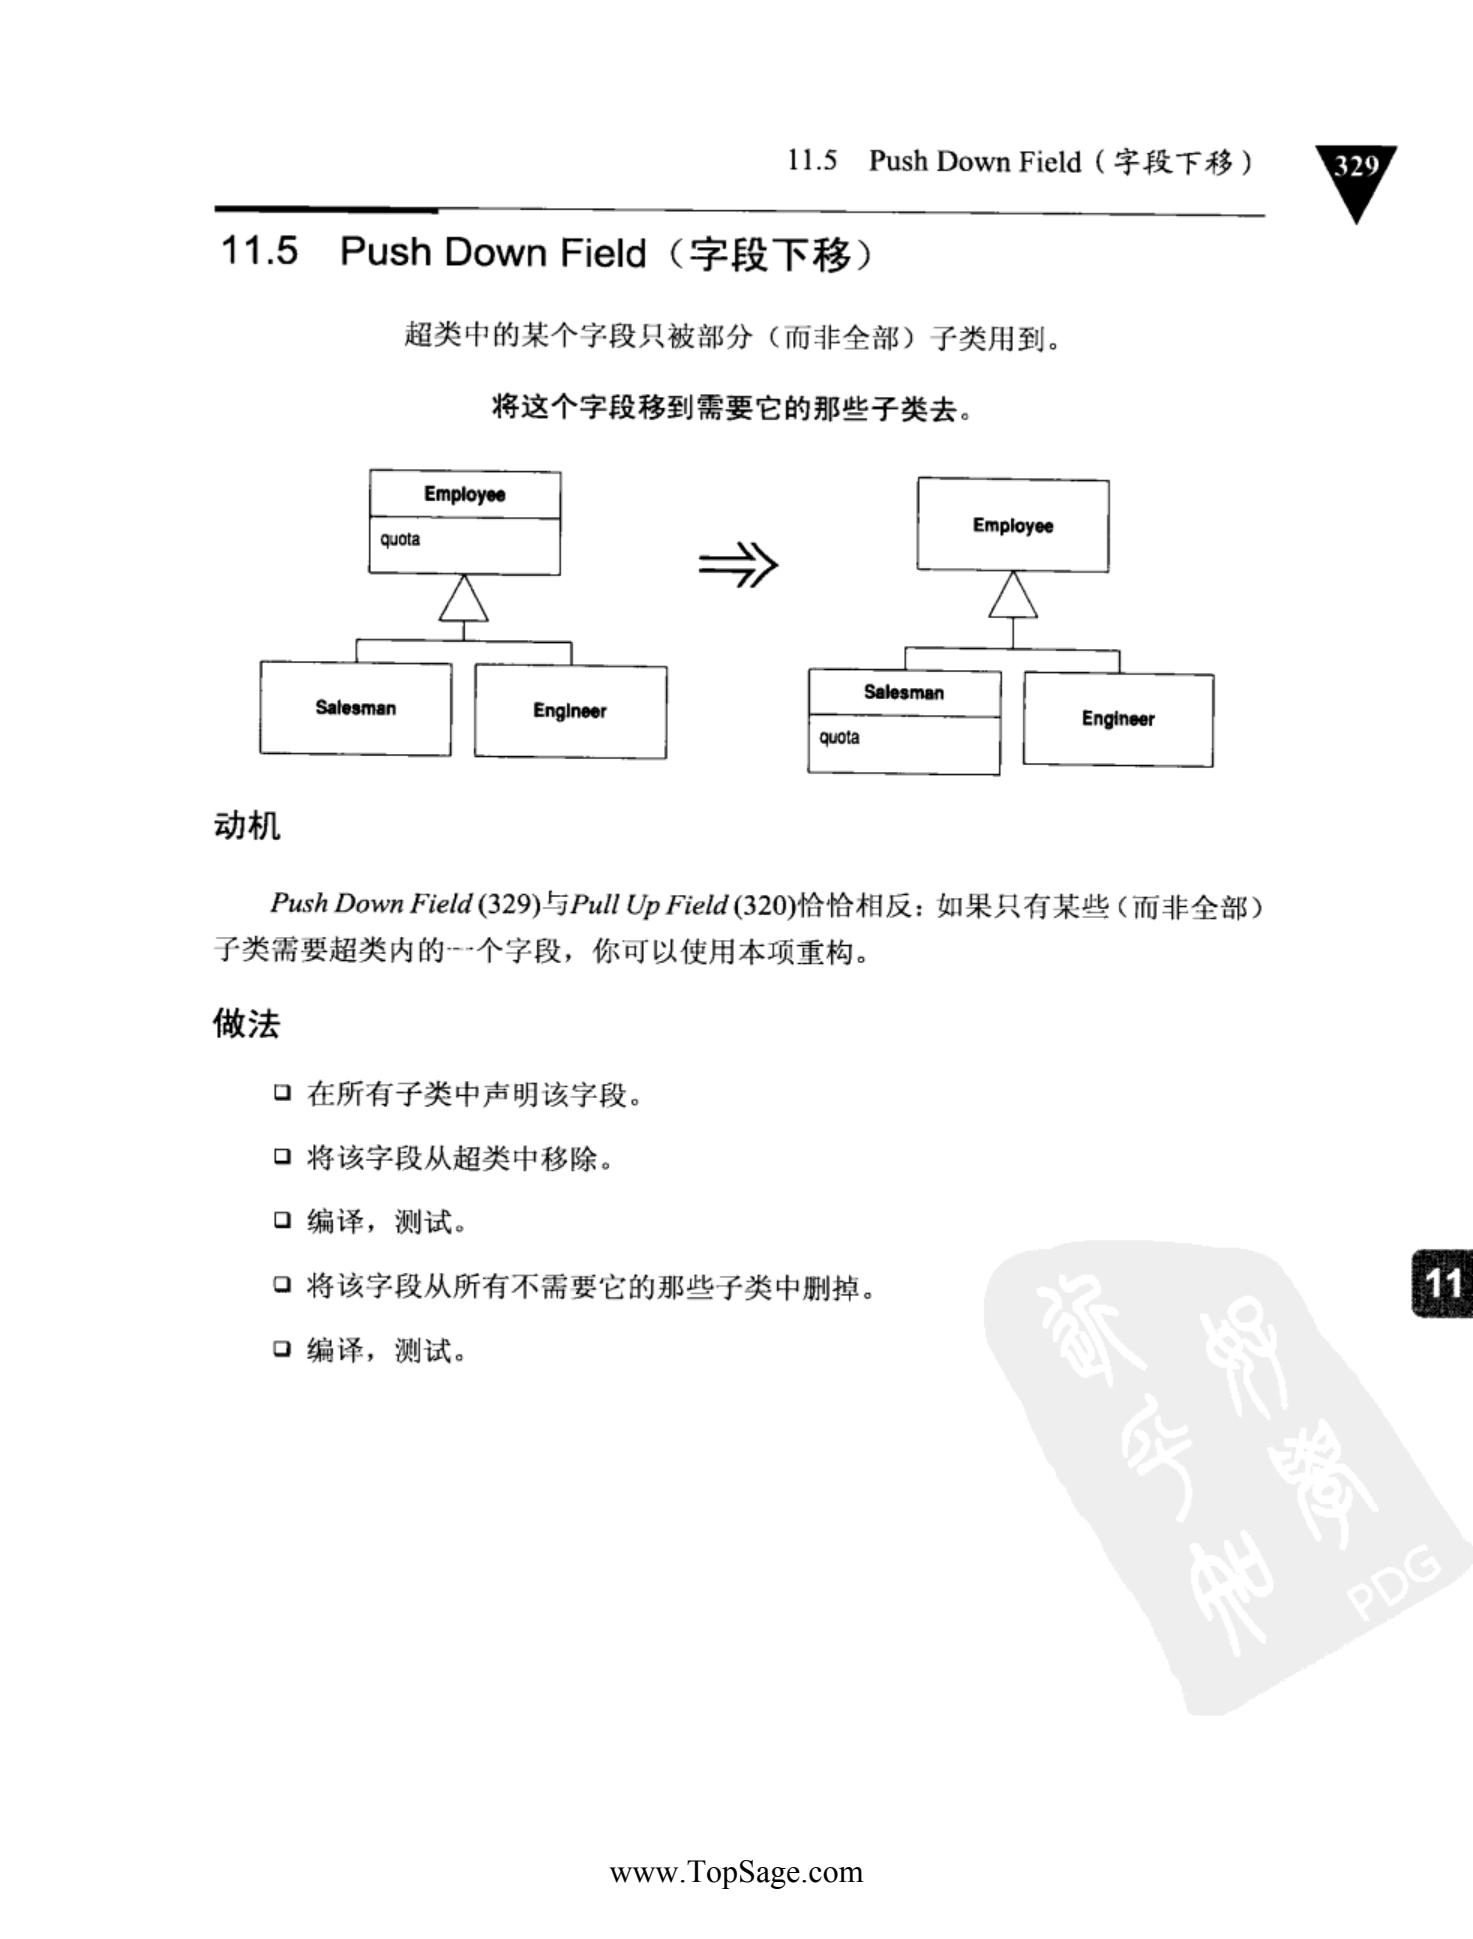 11.5 Push Down Field（字段下移）
329
11.5 Push Down Field（字段下移）
超类中的某个字段只被部分（而非全部）子类用到。
将这个字段移到需要它的那些子类去。
Employee
quota
Salesman
Engineer
Employee
Salesman
quota
Engineer
动机
Push Down Field (329)与Pull Up Field (320)恰恰相反：如果只有某些（而非全部）
子类需要超类内的一个字段，你可以使用本项重构。
做法
在所有子类中声明该字段。
将该字段从超类中移除。
编译，测试。
将该字段从所有不需要它的那些子类中删掉。
编译，测试。
11
PDG
www.TopSage.com